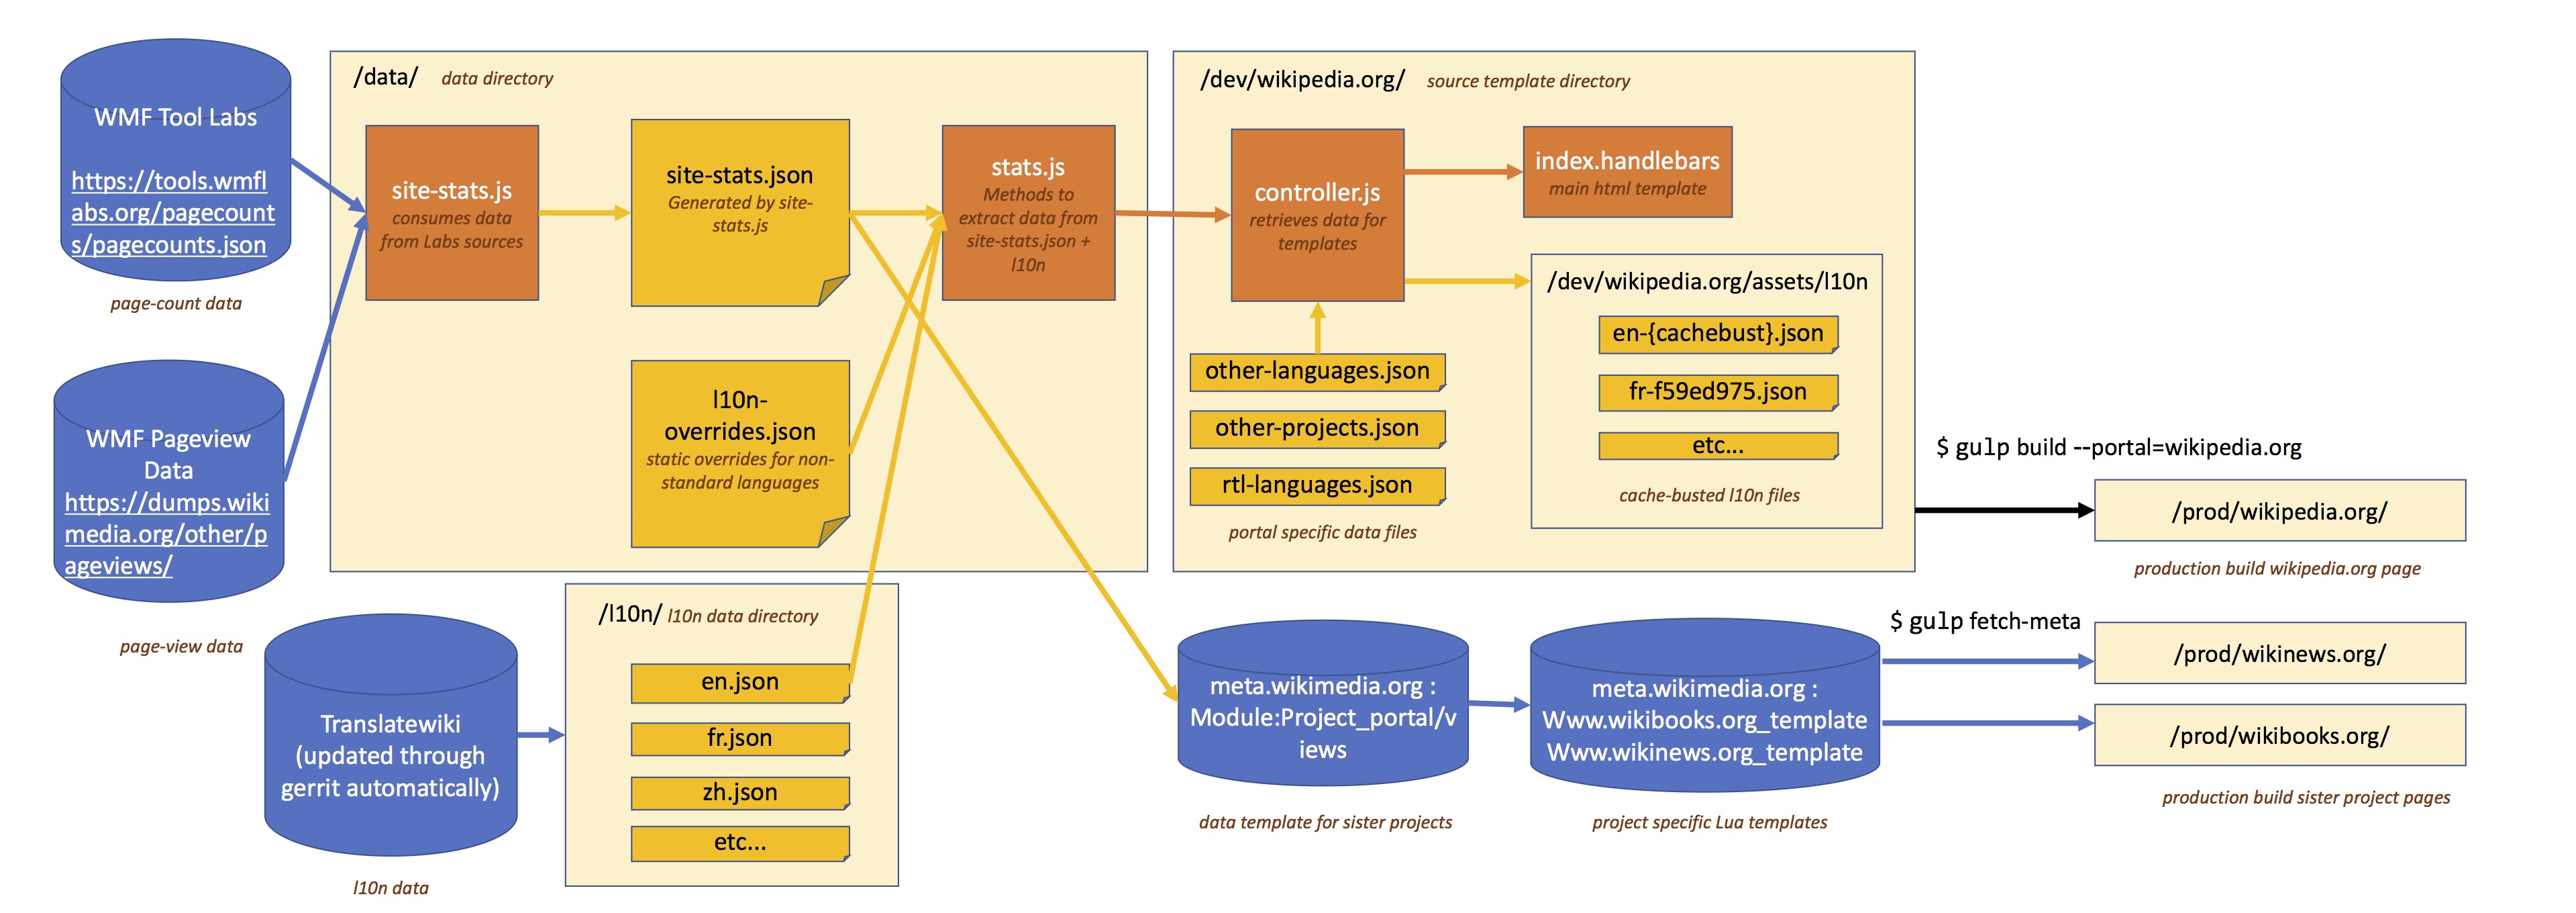 WMF Tool Labs
https://tools.wmfl
abs.org/pagecount
s/pagecounts.json
page-count data
WMF Pageview
Data
https://dumps.wiki
media.org/other/p
ageviews/
page-view data
Translatewiki
(updated through
gerrit automatically)
l10n data
/data/ data directory
site-stats.js
consumes data
from Labs sources
site-stats.json
Generated by site-
stats.js
stats.js
Methods to
extract data from
site-stats.json +
l10n
l10n-
overrides.json
static overrides for non-
standard languages
/l10n/ l10n data directory
en.json
fr.json
zh.json
etc...
/dev/wikipedia.org/ source template directory
controller.js
retrieves data for
templates
index.handlebars
main html template
other-languages.json
other-projects.json
rtl-languages.json
portal specific data files
/dev/wikipedia.org/assets/l10n
en-{cachebust}.json
fr-f59ed975.json
etc...
cache-busted l10n files
$ gulp build --portal=wikipedia.org
/prod/wikipedia.org/
production build wikipedia.org page
meta.wikimedia.org :
Module:Project_portal/v
iews
data template for sister projects
meta.wikimedia.org :
Www.wikibooks.org_template
Www.wikinews.org_template
project specific Lua templates
$ gulp fetch-meta
/prod/wikinews.org/
/prod/wikibooks.org/
production build sister project pages